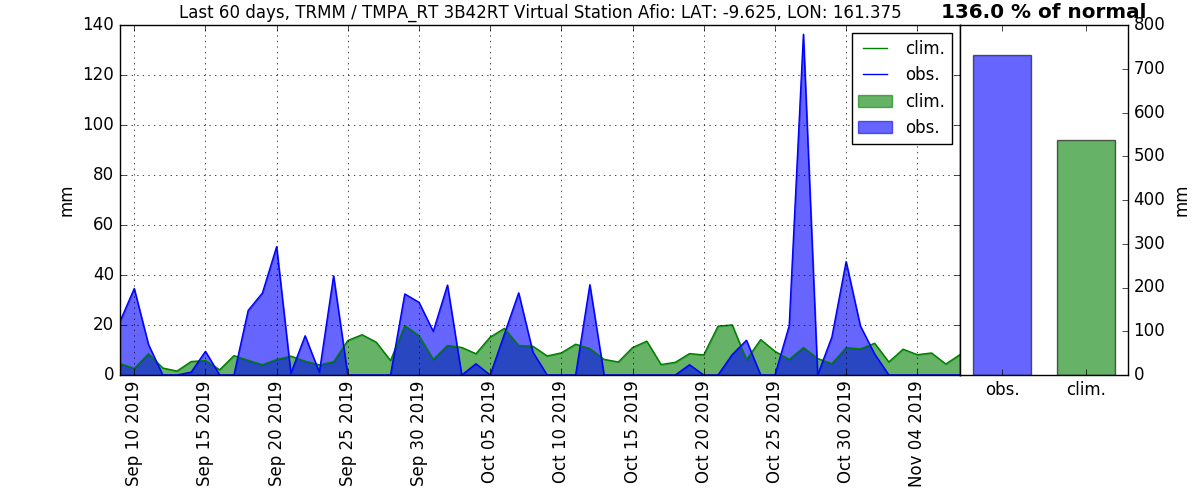 Last 60 days, TRMM / TMPA_RT 3B42RT Virtual Station Afio: LAT: -9.625, LON: 161.375
136.0 % of normal
140
120
100
80
60
40
20
0
mm
clim.
obs.
clim.
obs.
Sep 10 2019
Sep 15 2019
Sep 20 2019
Sep 25 2019
Sep 30 2019
Oct 05 2019
Oct 10 2019
Oct 15 2019
Oct 20 2019
Oct 25 2019
Oct 30 2019
Nov 04 2019
800
700
600
500
400
300
200
100
0
mm
obs.
clim.